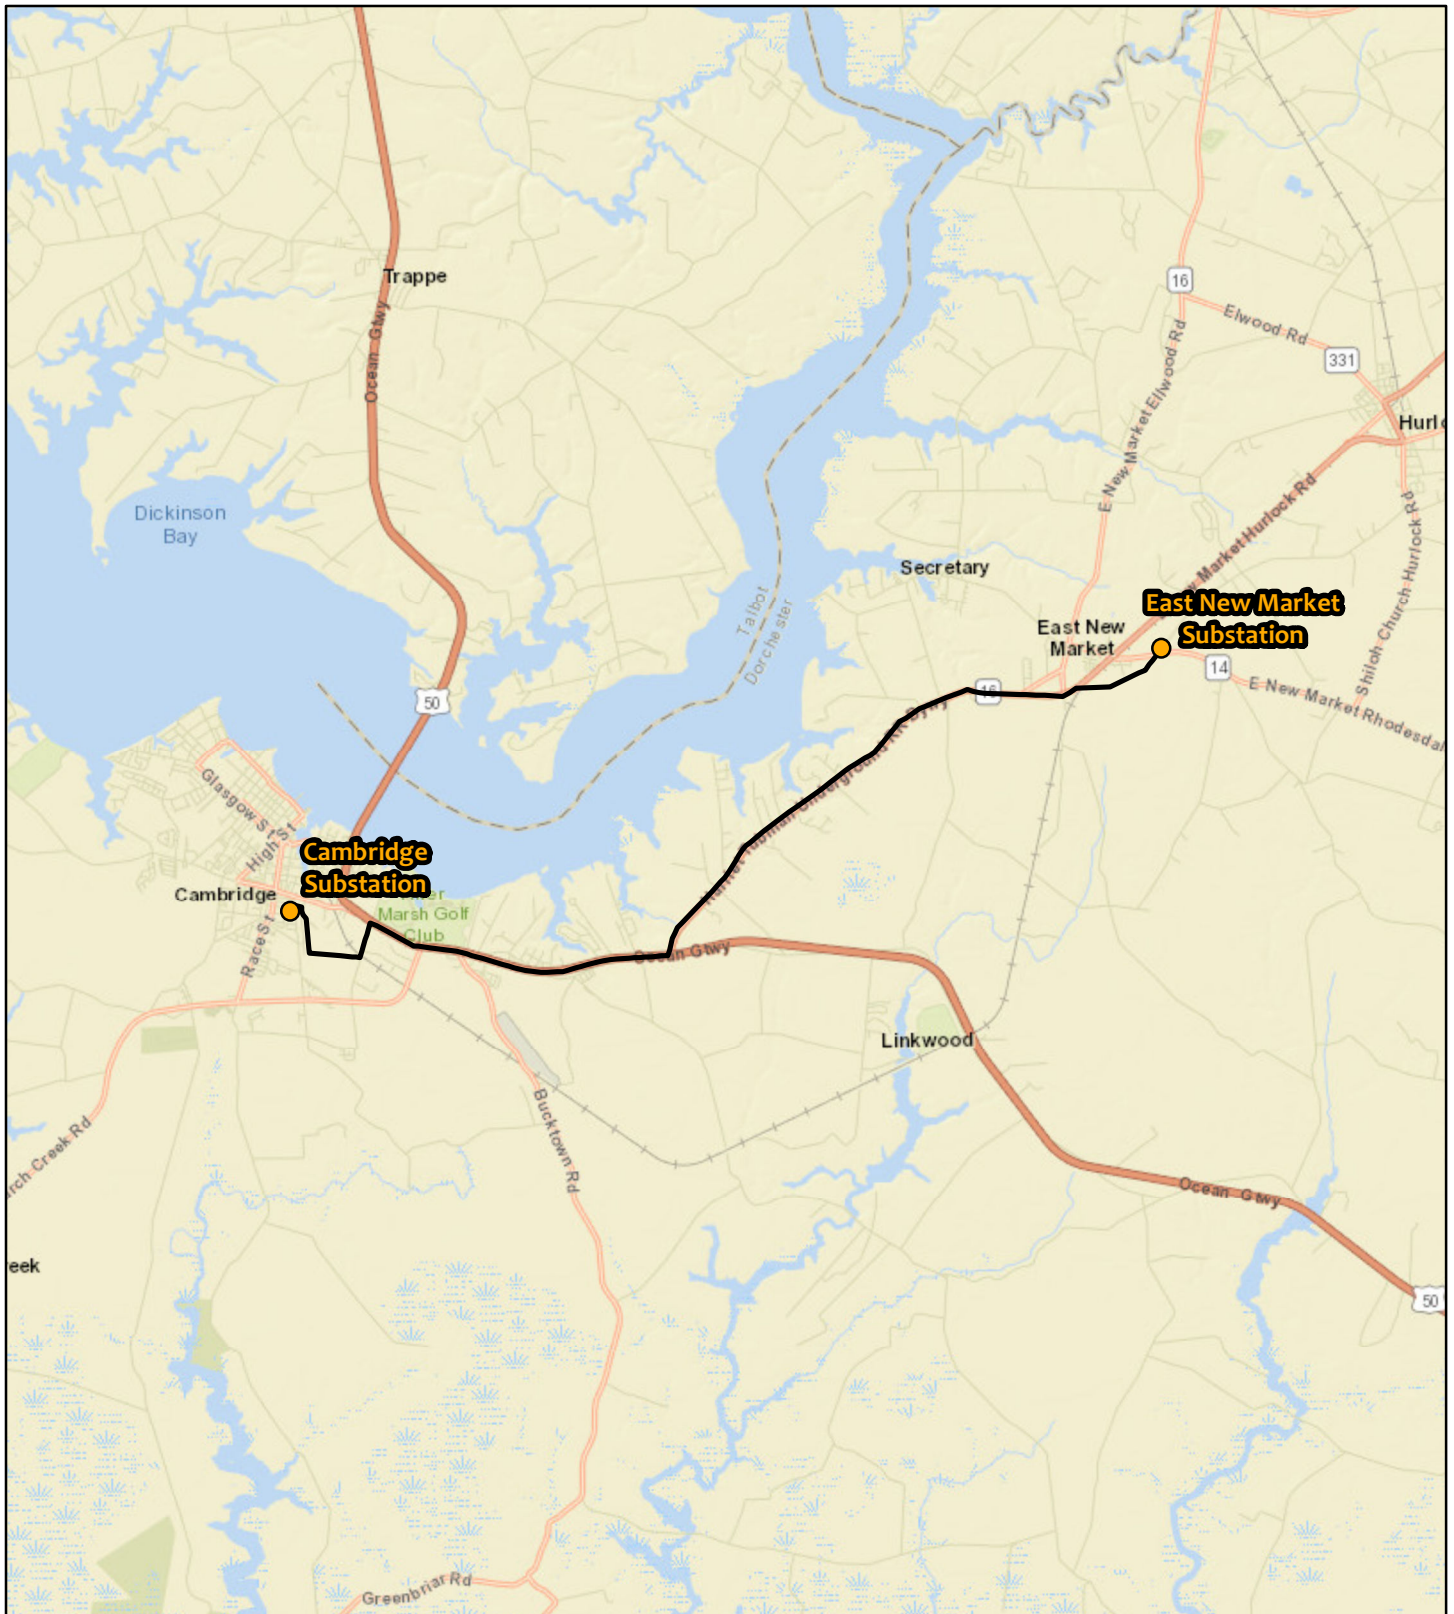 Trappe
Ocean Gtwy
16
Elwood Rd
331
Hurl
E New Market Ellwood Rd
Market Hurlock Rd
Shiloh Church Hurlock Rd
Dickinson
Bay
Secretary
Talbot
Dorchester
East New Market
Substation
East New
Market
14
E New Market Rhodesda
16
50
Glasgow St
High St
Cambridge
Substation
Cambridge
Marsh Golf
Club
Race St
Ocean Gtwy
Linkwood
Bucktown Rd
Creek Rd
Ocean Gtwy
eek
50
Greenbriar Rd